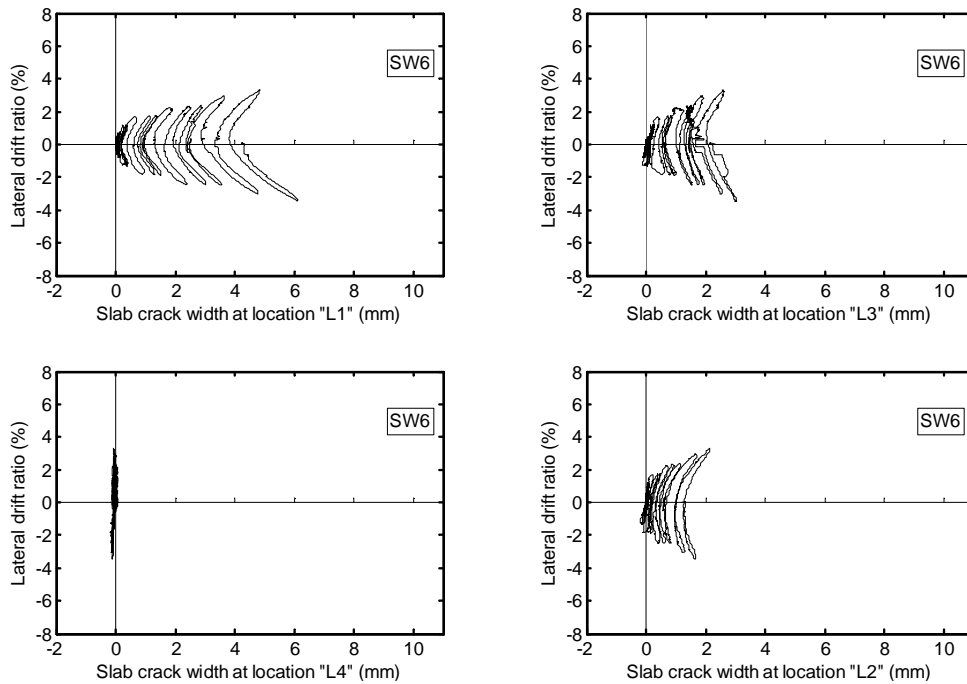 8
6
4
2
0
-2
-4
-6
-8
Lateral drift ratio (%)
SW6
-2 0 2 4 6 8 10
Slab crack width at location "L1" (mm)
8
6
4
2
0
-2
-4
-6
-8
Lateral drift ratio (%)
SW6
-2 0 2 4 6 8 10
Slab crack width at location "L3" (mm)
8
6
4
2
0
-2
-4
-6
-8
Lateral drift ratio (%)
SW6
-2 0 2 4 6 8 10
Slab crack width at location "L4" (mm)
8
6
4
2
0
-2
-4
-6
-8
Lateral drift ratio (%)
SW6
-2 0 2 4 6 8 10
Slab crack width at location "L2" (mm)